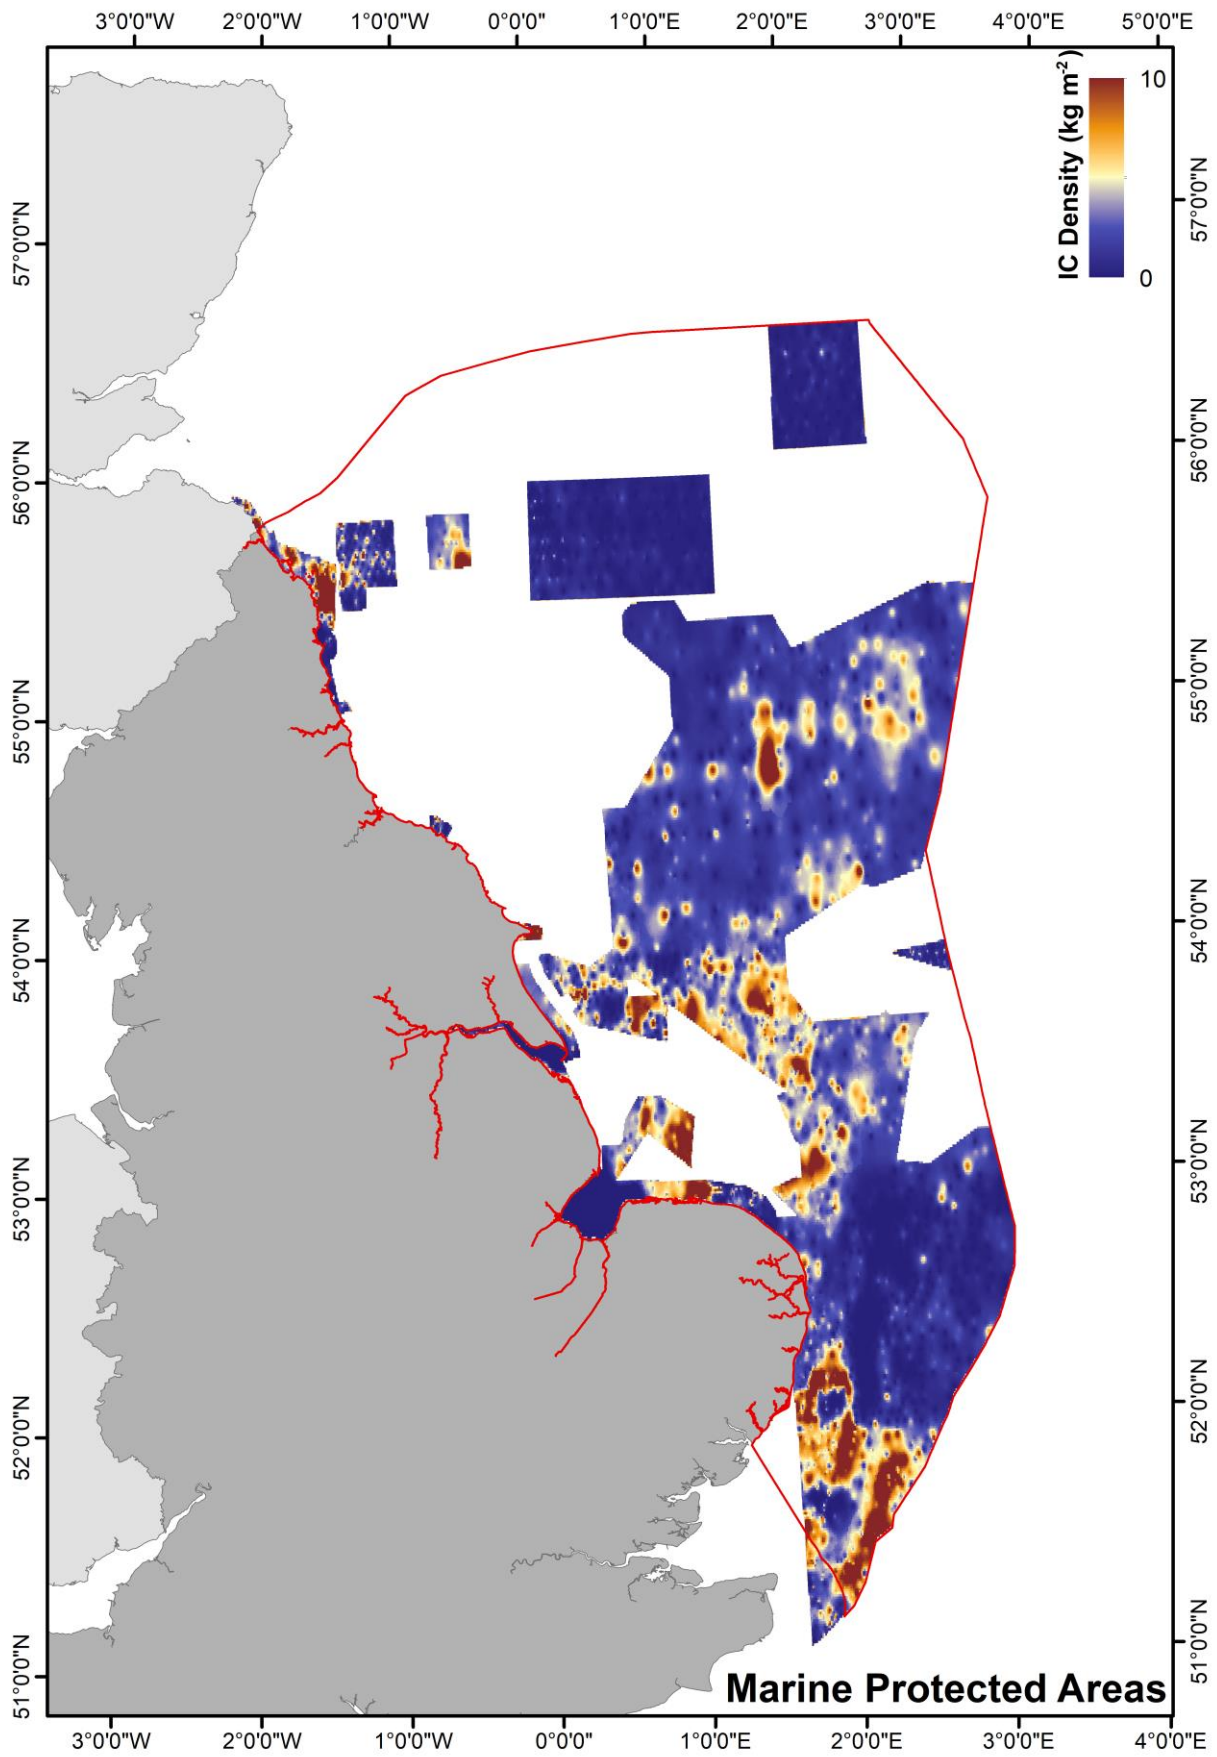 3°0'0"W 2°0'0"W 1°0'0"W 0°0'0" 1°0'0"E 2°0'0"E 3°0'0"E 4°0'0"E 5°0'0"E
IC Density (kg m⁻²)
10
0
57°0'0"N
56°0'0"N
55°0'0"N
54°0'0"N
53°0'0"N
52°0'0"N
51°0'0"N
57°0'0"N
56°0'0"N
55°0'0"N
54°0'0"N
53°0'0"N
52°0'0"N
51°0'0"N
Marine Protected Areas
3°0'0"W 2°0'0"W 1°0'0"W 0°0'0" 1°0'0"E 2°0'0"E 3°0'0"E 4°0'0"E